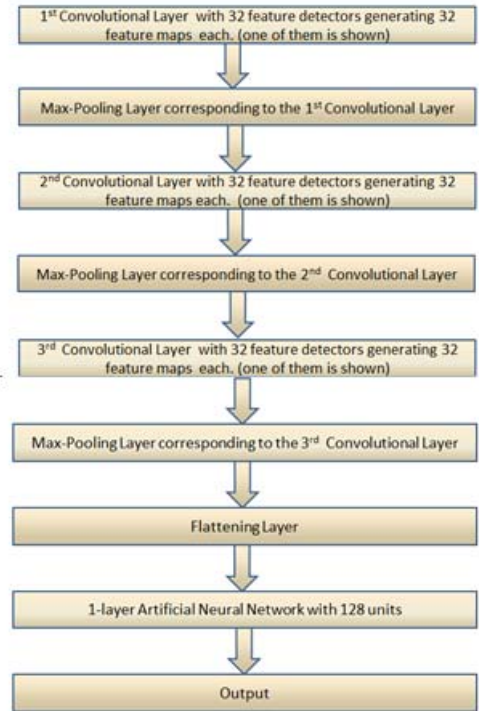 1st Convolutional Layer with 32 feature detectors generating 32
feature maps each. (one of them is shown)
Max-Pooling Layer corresponding to the 1st Convolutional Layer
2nd Convolutional Layer with 32 feature detectors generating 32
feature maps each. (one of them is shown)
Max-Pooling Layer corresponding to the 2nd Convolutional Layer
3rd Convolutional Layer with 32 feature detectors generating 32
feature maps each. (one of them is shown)
Max-Pooling Layer corresponding to the 3rd Convolutional Layer
Flattening Layer
1-layer Artificial Neural Network with 128 units
Output